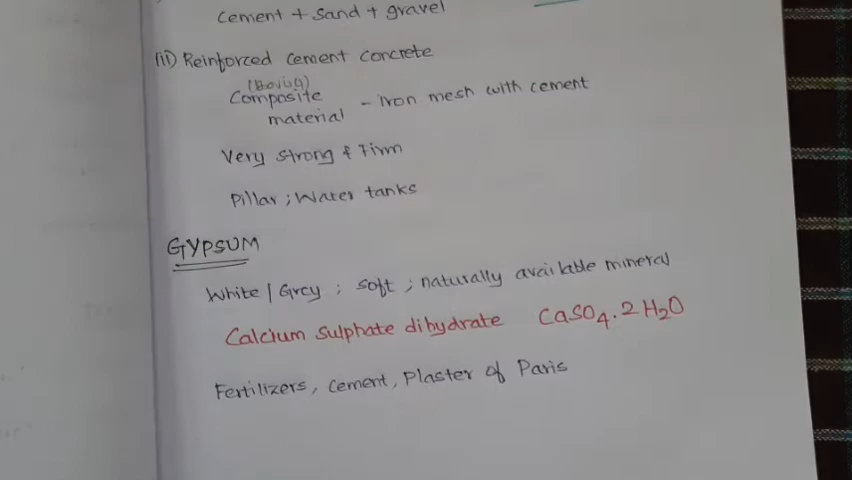 cement + sand + gravel
(ii) Reinforced cement concrete
composite - iron mesh with cement
material
Very strong & Firm
Pillar ; Water tanks
GYPSUM
White / Grey ; soft ; naturally available mineral
Calcium sulphate dihydrate CaSO4.2H2O
Fertilizers, cement, Plaster of Paris